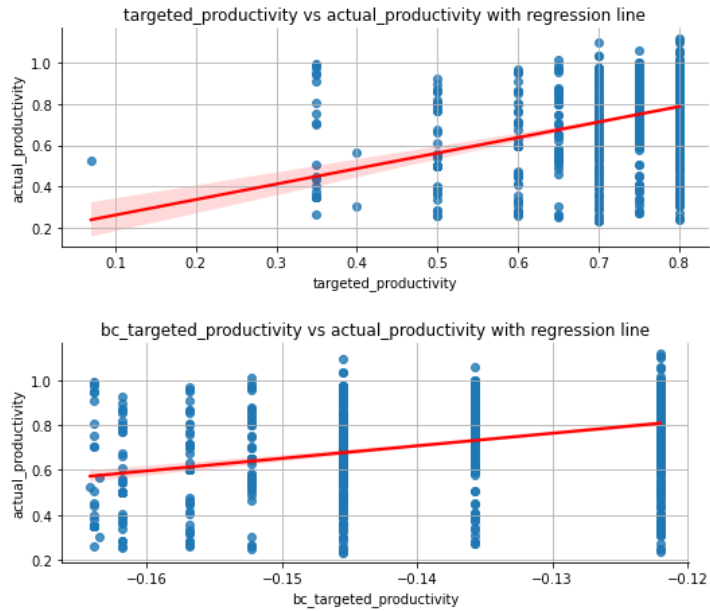 targeted_productivity vs actual_productivity with regression line
1.0
0.8
0.6
0.4
0.2
actual_productivity
0.1 0.2 0.3 0.4 0.5 0.6 0.7 0.8
targeted_productivity
bc_targeted_productivity vs actual_productivity with regression line
1.0
0.8
0.6
0.4
0.2
actual_productivity
−0.16 −0.15 −0.14 −0.13 −0.12
bc_targeted_productivity